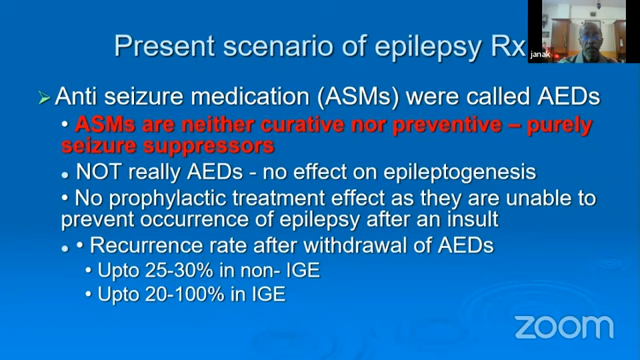 Present scenario of epilepsy Rx
janak
➢ Anti seizure medication (ASMs) were called AEDs
• ASMs are neither curative nor preventive – purely
seizure suppressors
• NOT really AEDs - no effect on epileptogenesis
• No prophylactic treatment effect as they are unable to
prevent occurrence of epilepsy after an insult
• • Recurrence rate after withdrawal of AEDs
• Upto 25-30% in non- IGE
• Upto 20-100% in IGE
zoom